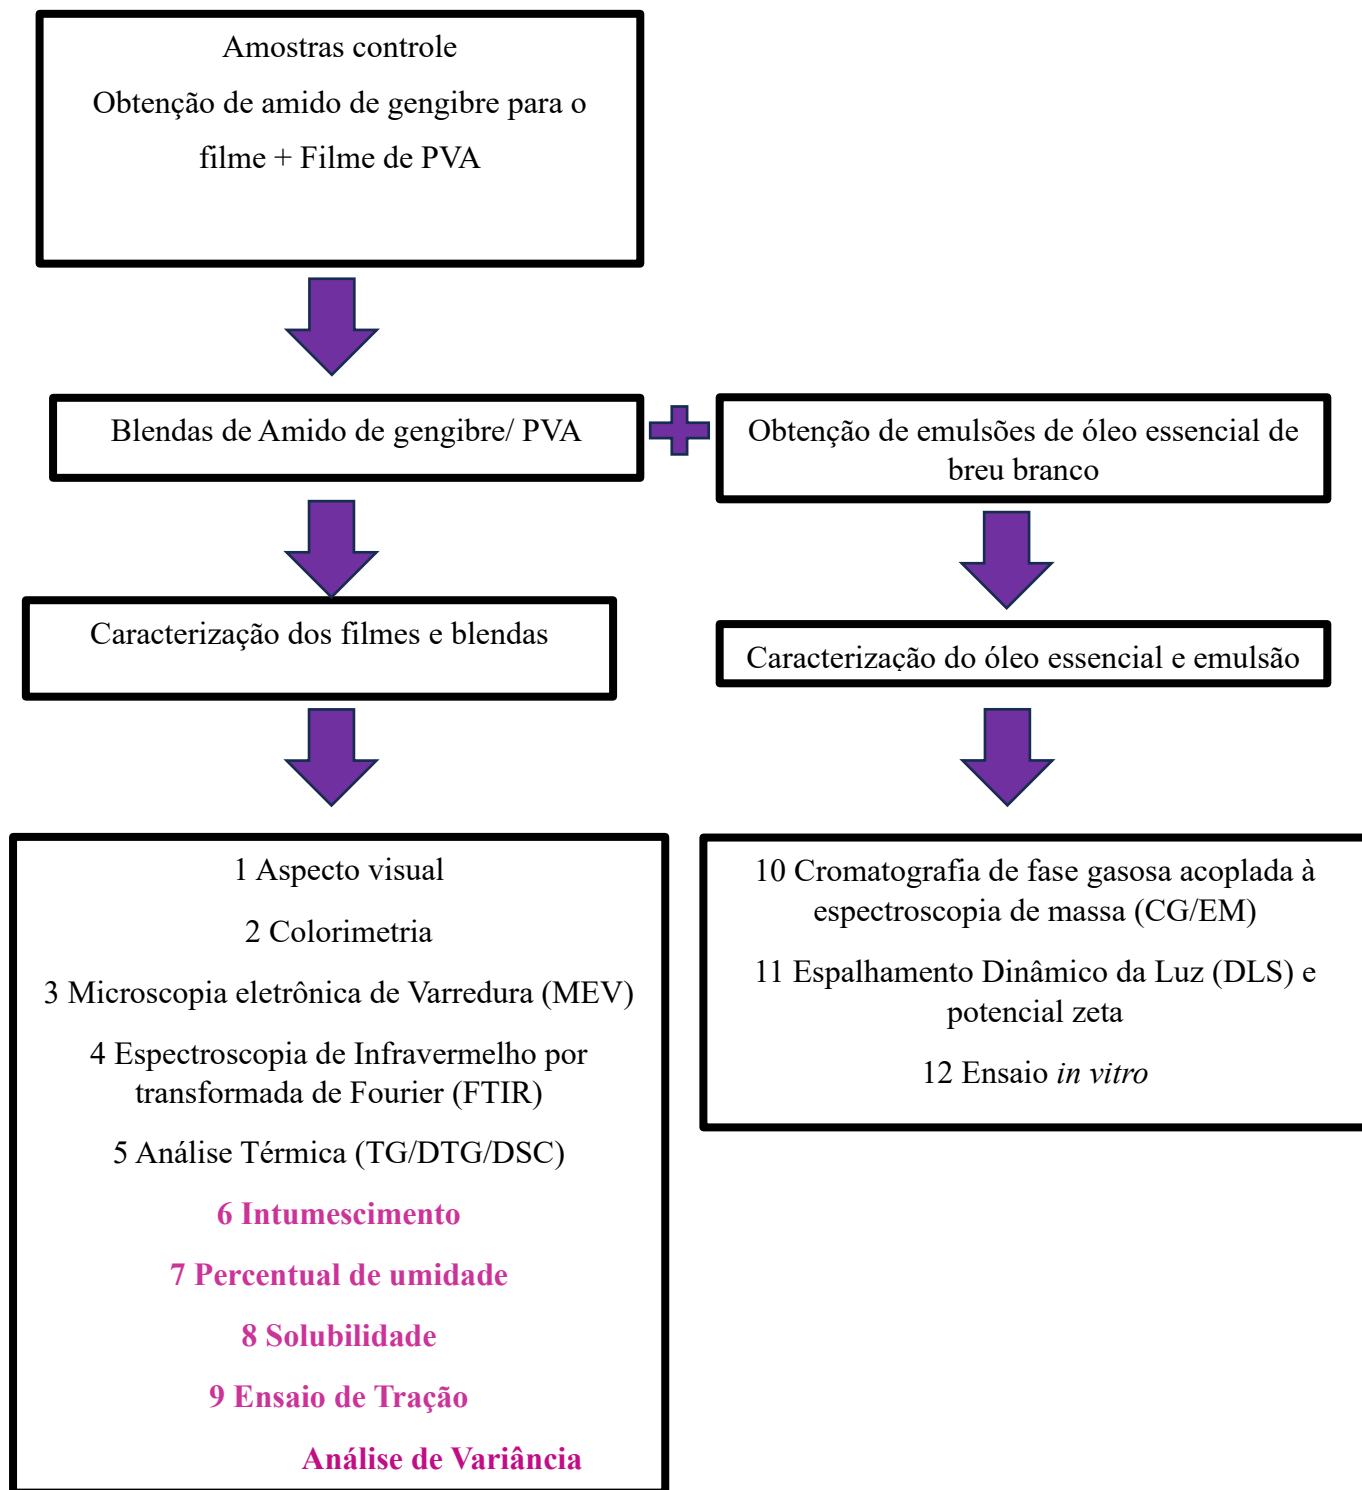 Amostras controle
Obtenção de amido de gengibre para o
filme + Filme de PVA
Blendas de Amido de gengibre/ PVA
Obtenção de emulsões de óleo essencial de
breu branco
Caracterização dos filmes e blendas
Caracterização do óleo essencial e emulsão
1 Aspecto visual
2 Colorimetria
3 Microscopia eletrônica de Varredura (MEV)
4 Espectroscopia de Infravermelho por
transformada de Fourier (FTIR)
5 Análise Térmica (TG/DTG/DSC)
6 Intumescimento
7 Percentual de umidade
8 Solubilidade
9 Ensaio de Tração
Análise de Variância
10 Cromatografia de fase gasosa acoplada à
espectroscopia de massa (CG/EM)
11 Espalhamento Dinâmico da Luz (DLS) e
potencial zeta
12 Ensaio in vitro